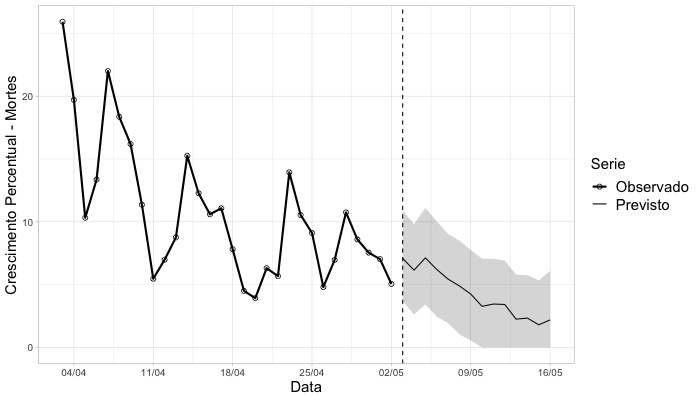 Crescimento Percentual - Mortes
20
10
0
04/04
11/04
18/04
25/04
02/05
09/05
16/05
Data
Serie
Observado
Previsto